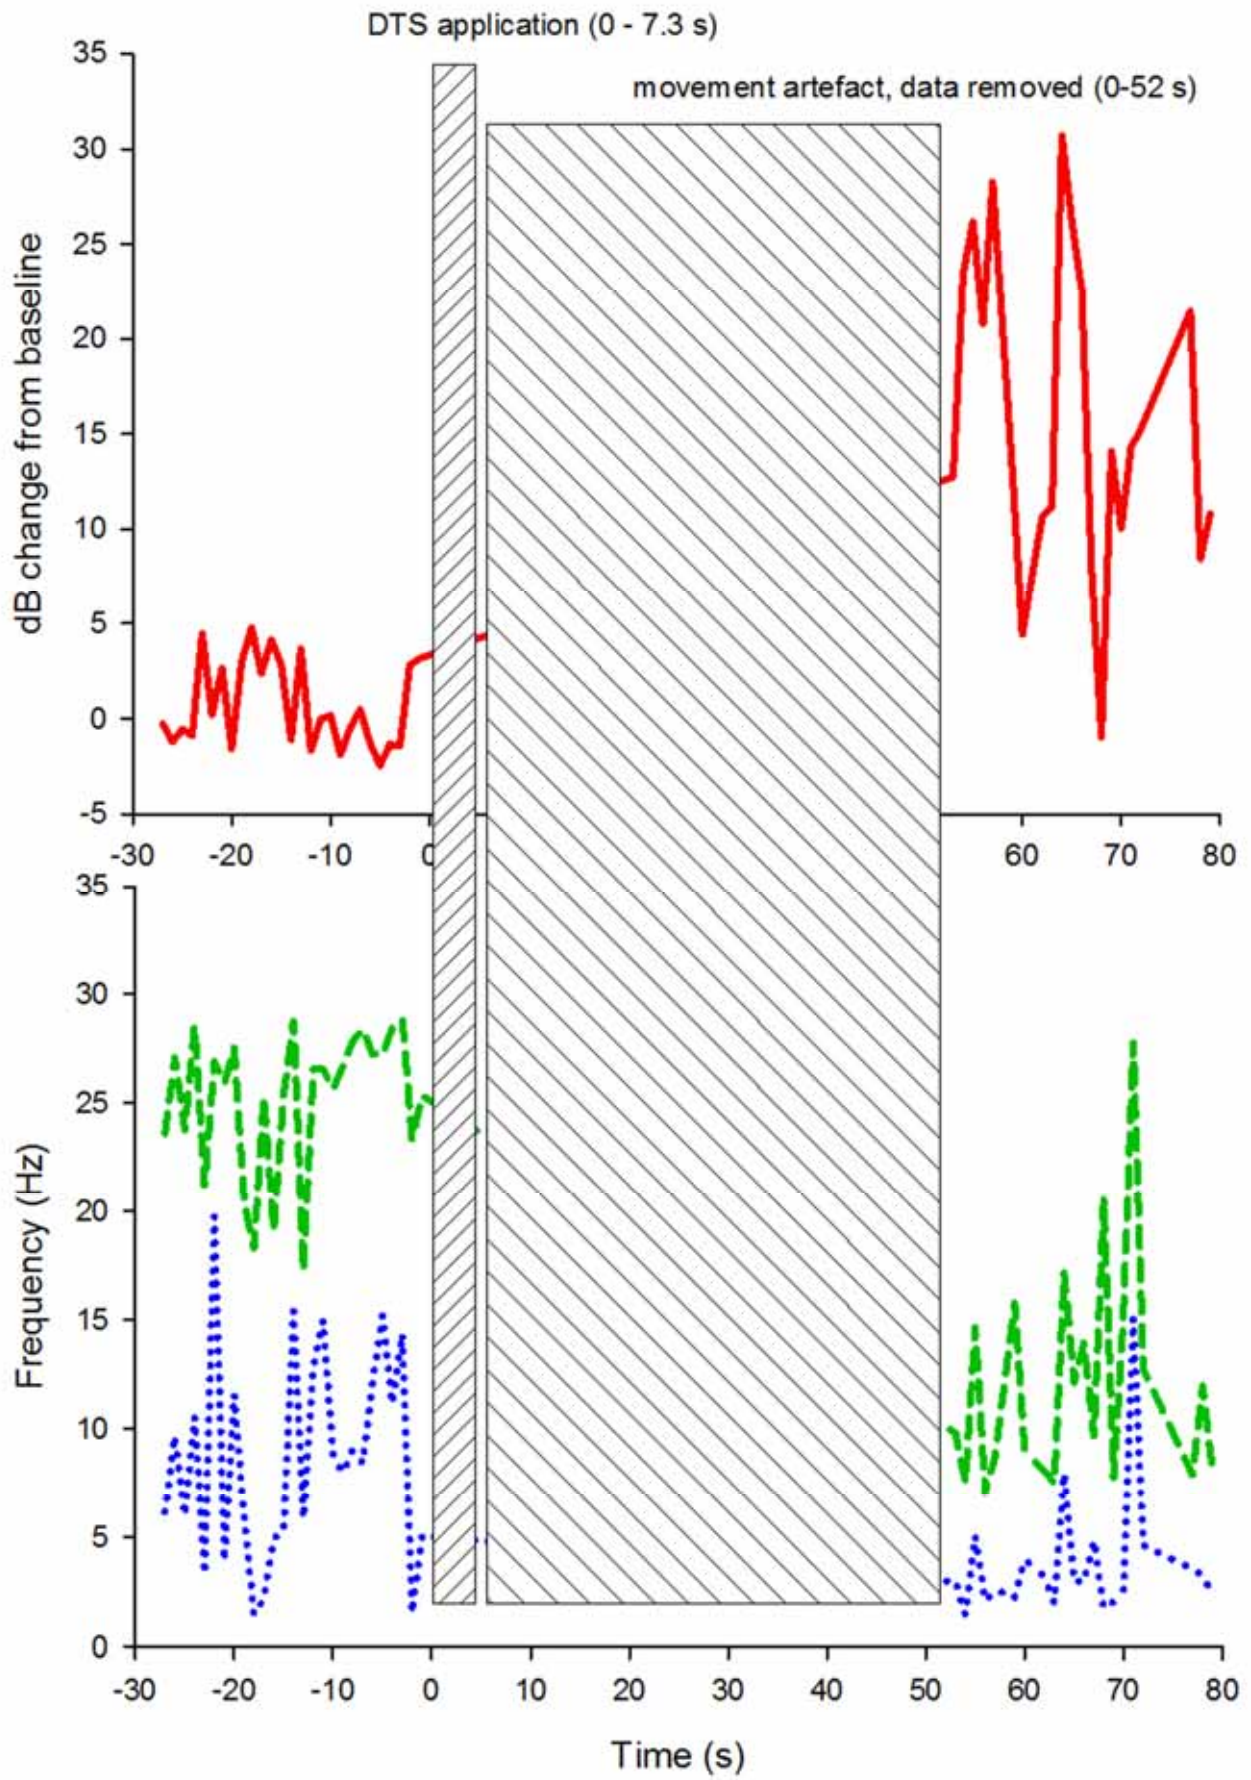 DTS application (0 - 7.3 s)
movement artefact, data removed (0-52 s)
35
30
25
20
15
10
5
0
-5
dB change from baseline
-30 -20 -10 0 60 70 80
35
30
25
20
15
10
5
0
Frequency (Hz)
-30 -20 -10 0 10 20 30 40 50 60 70 80
Time (s)